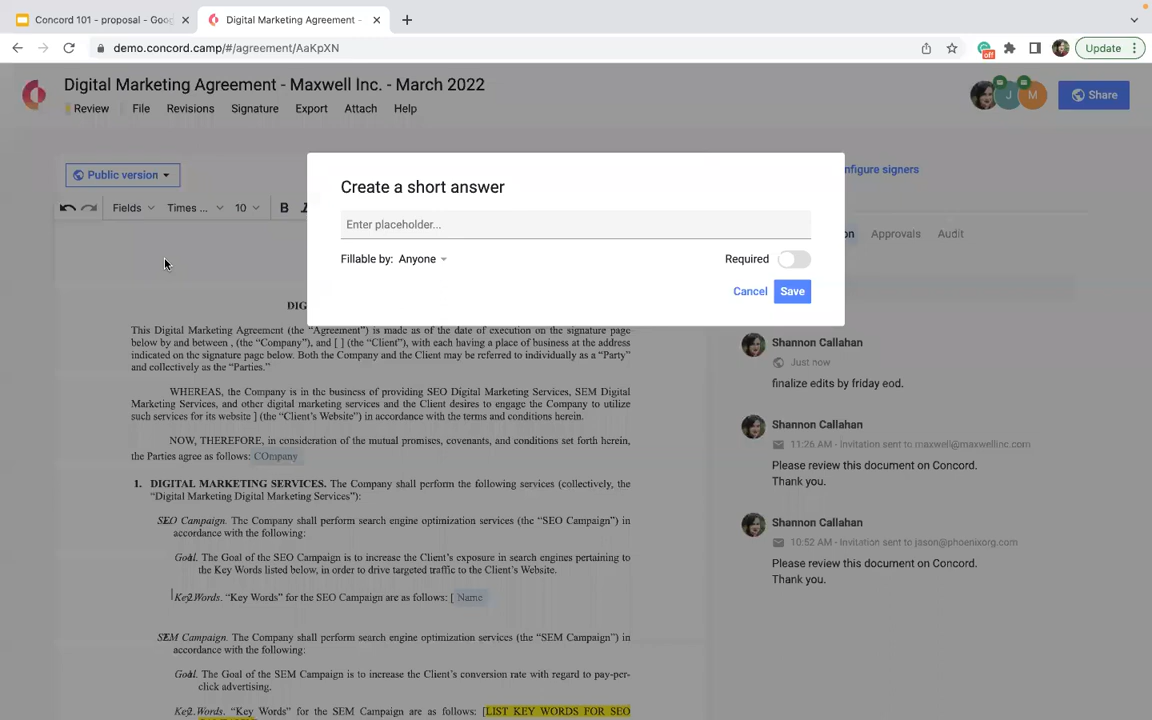 Concord 101 - proposal - Goog
Digital Marketing Agreement -
demo.concord.camp/#/agreement/AaKpXN
off
Update
Digital Marketing Agreement - Maxwell Inc. - March 2022
Review File Revisions Signature Export Attach Help
J M
Share
Public version
nfigure signers
Fields Times ... 10 B I
on Approvals Audit
Create a short answer
Enter placeholder...
Fillable by: Anyone Required
Cancel Save
DIG
This Digital Marketing Agreement (the “Agreement”) is made as of the date of execution on the signature page
below by and between , (the “Company”), and [ ] (the “Client”), with each having a place of business at the address
indicated on the signature page below. Both the Company and the Client may be referred to individually as a “Party”
and collectively as the “Parties.”
WHEREAS, the Company is in the business of providing SEO Digital Marketing Services, SEM Digital
Marketing Services, and other digital marketing services and the Client desires to engage the Company to utilize
such services for its website ] (the “Client’s Website”) in accordance with the terms and conditions herein.
NOW, THEREFORE, in consideration of the mutual promises, covenants, and conditions set forth herein,
the Parties agree as follows: COmpany
1. DIGITAL MARKETING SERVICES. The Company shall perform the following services (collectively, the
“Digital Marketing Digital Marketing Services”):
SEO Campaign. The Company shall perform search engine optimization services (the “SEO Campaign”) in
accordance with the following:
Goal. The Goal of the SEO Campaign is to increase the Client’s exposure in search engines pertaining to
the Key Words listed below, in order to drive targeted traffic to the Client’s Website.
Key Words. “Key Words” for the SEO Campaign are as follows: [ Name
SEM Campaign. The Company shall perform search engine optimization services (the “SEM Campaign”) in
accordance with the following:
Goal. The Goal of the SEM Campaign is to increase the Client’s conversion rate with regard to pay-per-
click advertising.
Key Words. “Key Words” for the SEM Campaign are as follows: [LIST KEY WORDS FOR SEO
Shannon Callahan
Just now
finalize edits by friday eod.
Shannon Callahan
11:26 AM - Invitation sent to maxwell@maxwellinc.com
Please review this document on Concord.
Thank you.
Shannon Callahan
10:52 AM - Invitation sent to jason@phoenixorg.com
Please review this document on Concord.
Thank you.